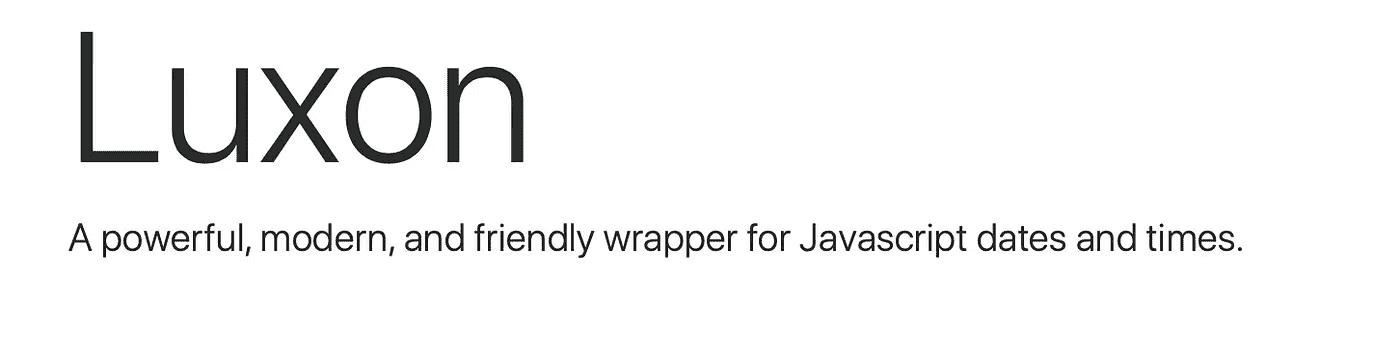 Luxon
A powerful, modern, and friendly wrapper for Javascript dates and times.